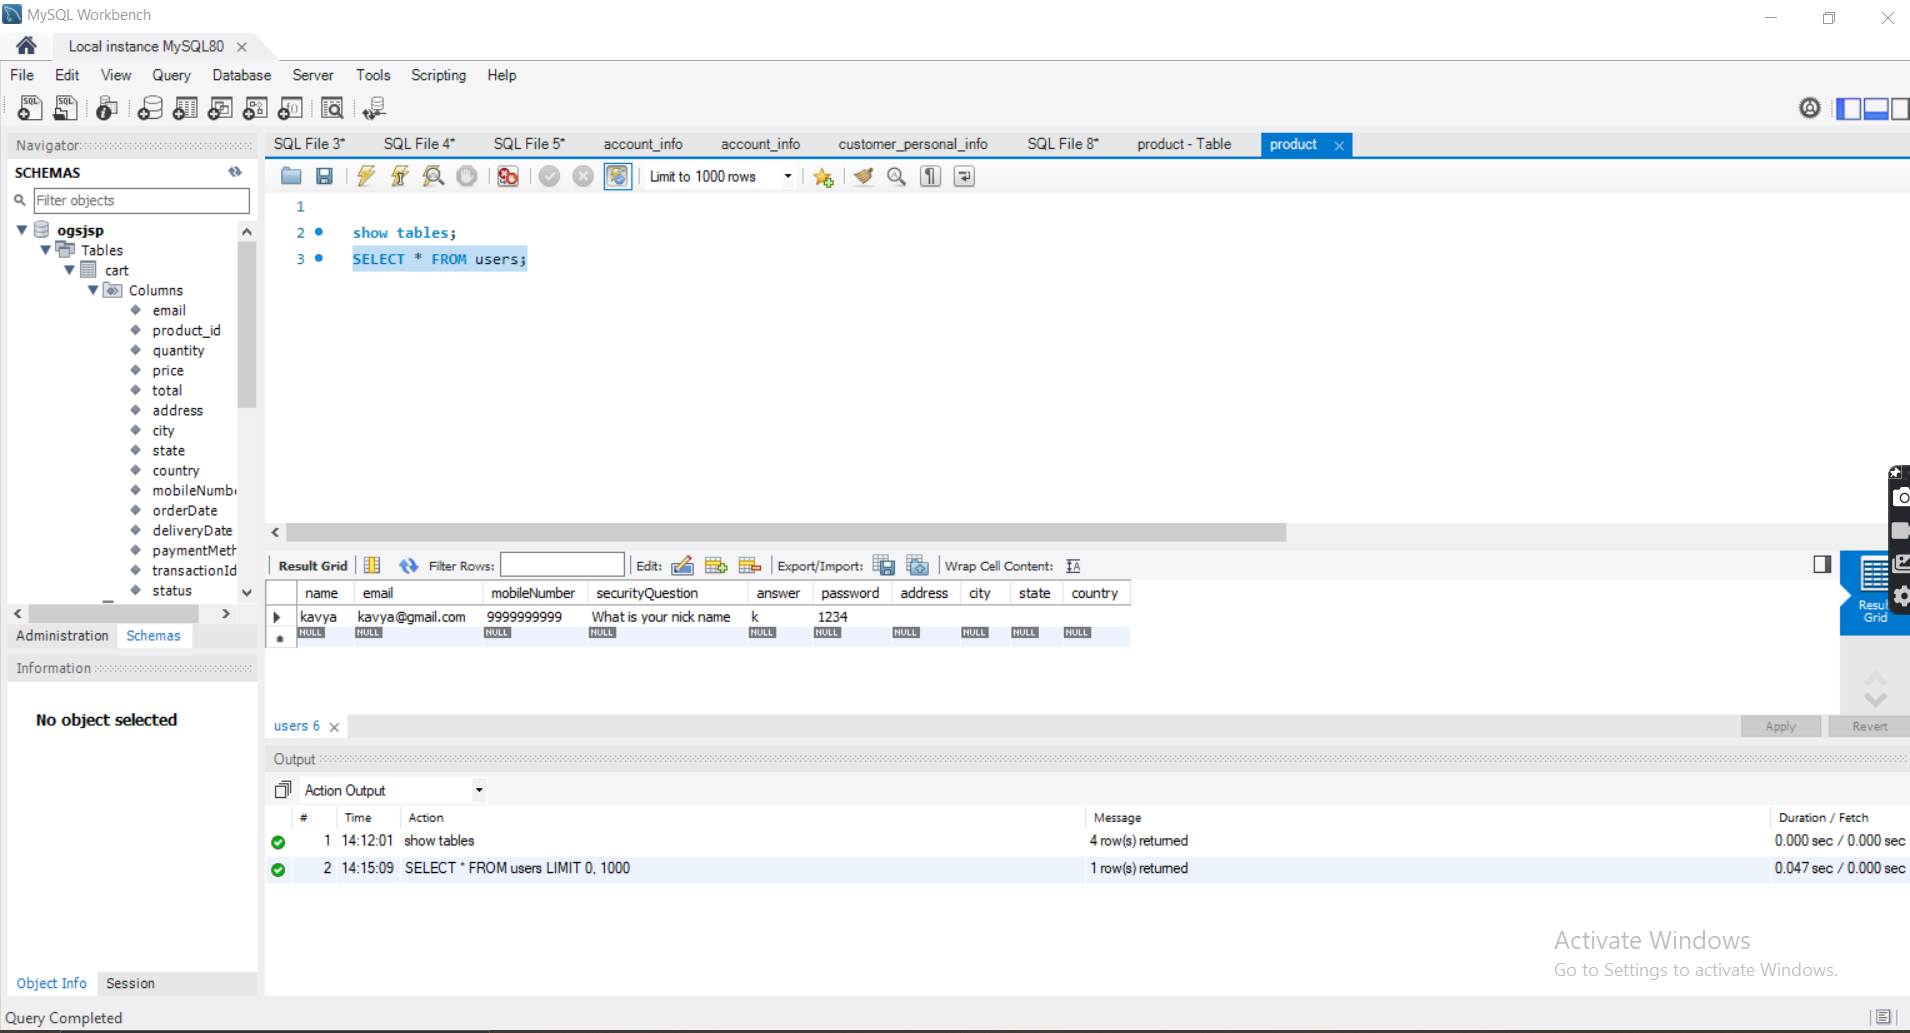 MySQL Workbench
Local instance MySQL80
File Edit View Query Database Server Tools Scripting Help
Navigator
SQL File 3* SQL File 4* SQL File 5* account_info account_info customer_personal_info SQL File 8* product - Table product
SCHEMAS
Limit to 1000 rows
Filter objects
ogsjsp
Tables
cart
Columns
email
product_id
quantity
price
total
address
city
state
country
mobileNumb
orderDate
deliveryDate
paymentMeth
transactionId
status
Administration Schemas
Information
No object selected
Object Info Session
1
2 show tables;
3 SELECT * FROM users;
Result Grid Filter Rows: Edit: Export/Import: Wrap Cell Content:
name email mobileNumber securityQuestion answer password address city state country
kavya kavya@gmail.com 9999999999 What is your nick name k 1234
NULL NULL NULL NULL NULL NULL NULL NULL NULL NULL
Resul
Grid
users 6
Apply Revert
Output
Action Output
# Time Action Message Duration / Fetch
1 14:12:01 show tables 4 row(s) returned 0.000 sec / 0.000 sec
2 14:15:09 SELECT * FROM users LIMIT 0, 1000 1 row(s) returned 0.047 sec / 0.000 sec
Activate Windows
Go to Settings to activate Windows.
Query Completed